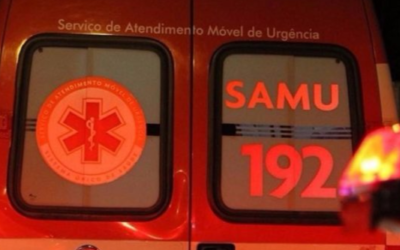 Serviço de Atendimento Móvel de Urgência
SAMU
192